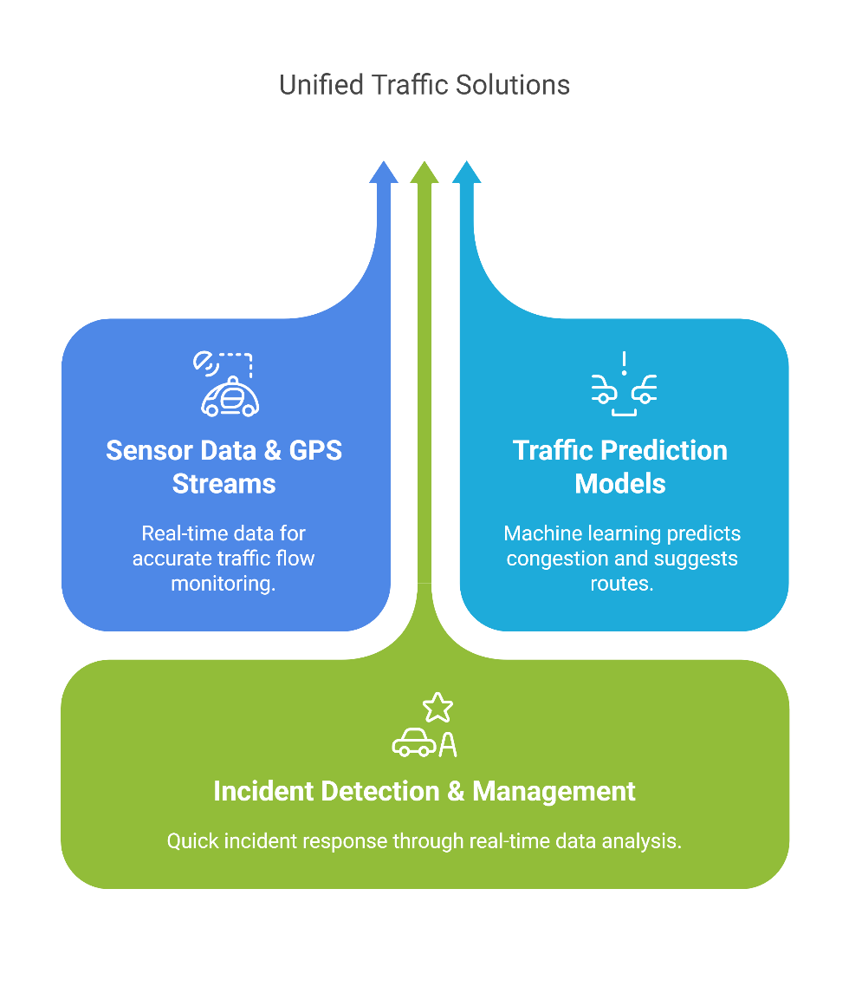 Unified Traffic Solutions
Sensor Data & GPS
Streams
Real-time data for
accurate traffic flow
monitoring.
Traffic Prediction
Models
Machine learning predicts
congestion and suggests
routes.
Incident Detection & Management
Quick incident response through real-time data analysis.